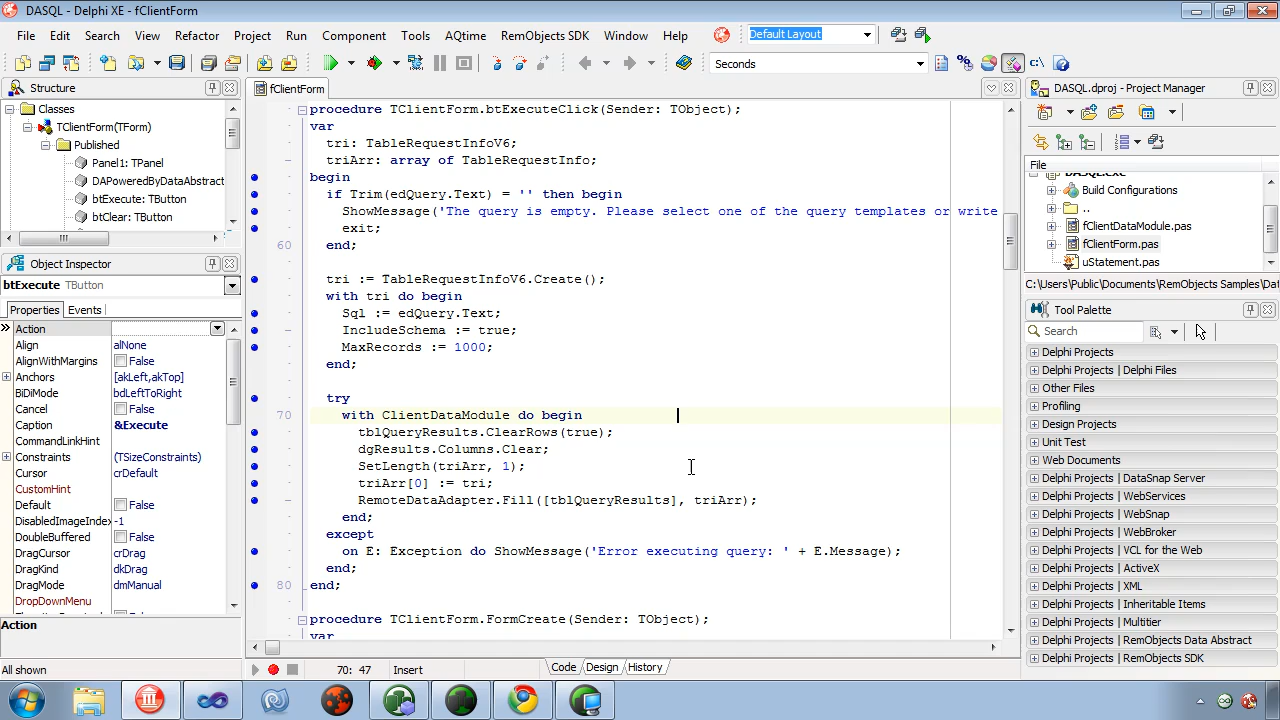 DASQL - Delphi XE - fClientForm
File Edit Search View Refactor Project Run Component Tools AQtime RemObjects SDK Window Help
Default Layout
Seconds
Structure
Classes
TClientForm(TForm)
Published
Panel1: TPanel
DAPoweredByDataAbstract
btExecute: TButton
btClear: TButton
Object Inspector
btExecute TButton
Properties Events
Action
Align alNone
AlignWithMargins False
Anchors [akLeft,akTop]
BiDiMode bdLeftToRight
Cancel False
Caption &Execute
CommandLinkHint
Constraints (TSizeConstraints)
Cursor crDefault
CustomHint
Default False
DisabledImageIndex -1
DoubleBuffered False
DragCursor crDrag
DragKind dkDrag
DragMode dmManual
DropDownMenu
Action
All shown
fClientForm
procedure TClientForm.btExecuteClick(Sender: TObject);
var
tri: TableRequestInfoV6;
triArr: array of TableRequestInfo;
begin
if Trim(edQuery.Text) = '' then begin
ShowMessage('The query is empty. Please select one of the query templates or write
exit;
60 end;
tri := TableRequestInfoV6.Create();
with tri do begin
Sql := edQuery.Text;
IncludeSchema := true;
MaxRecords := 1000;
end;
try
70 with ClientDataModule do begin
tblQueryResults.ClearRows(true);
dgResults.Columns.Clear;
SetLength(triArr, 1);
triArr[0] := tri;
RemoteDataAdapter.Fill([tblQueryResults], triArr);
end;
except
on E: Exception do ShowMessage('Error executing query: ' + E.Message);
end;
80 end;
procedure TClientForm.FormCreate(Sender: TObject);
var
70: 47 Insert Code Design History
DASQL.dproj - Project Manager
File
DASQL.exe
Build Configurations
..
fClientDataModule.pas
fClientForm.pas
uStatement.pas
C:\Users\Public\Documents\RemObjects Samples\Dat
Tool Palette
Search
Delphi Projects
Delphi Projects | Delphi Files
Other Files
Profiling
Design Projects
Unit Test
Web Documents
Delphi Projects | DataSnap Server
Delphi Projects | WebServices
Delphi Projects | WebSnap
Delphi Projects | WebBroker
Delphi Projects | VCL for the Web
Delphi Projects | ActiveX
Delphi Projects | XML
Delphi Projects | Inheritable Items
Delphi Projects | Multitier
Delphi Projects | RemObjects Data Abstract
Delphi Projects | RemObjects SDK